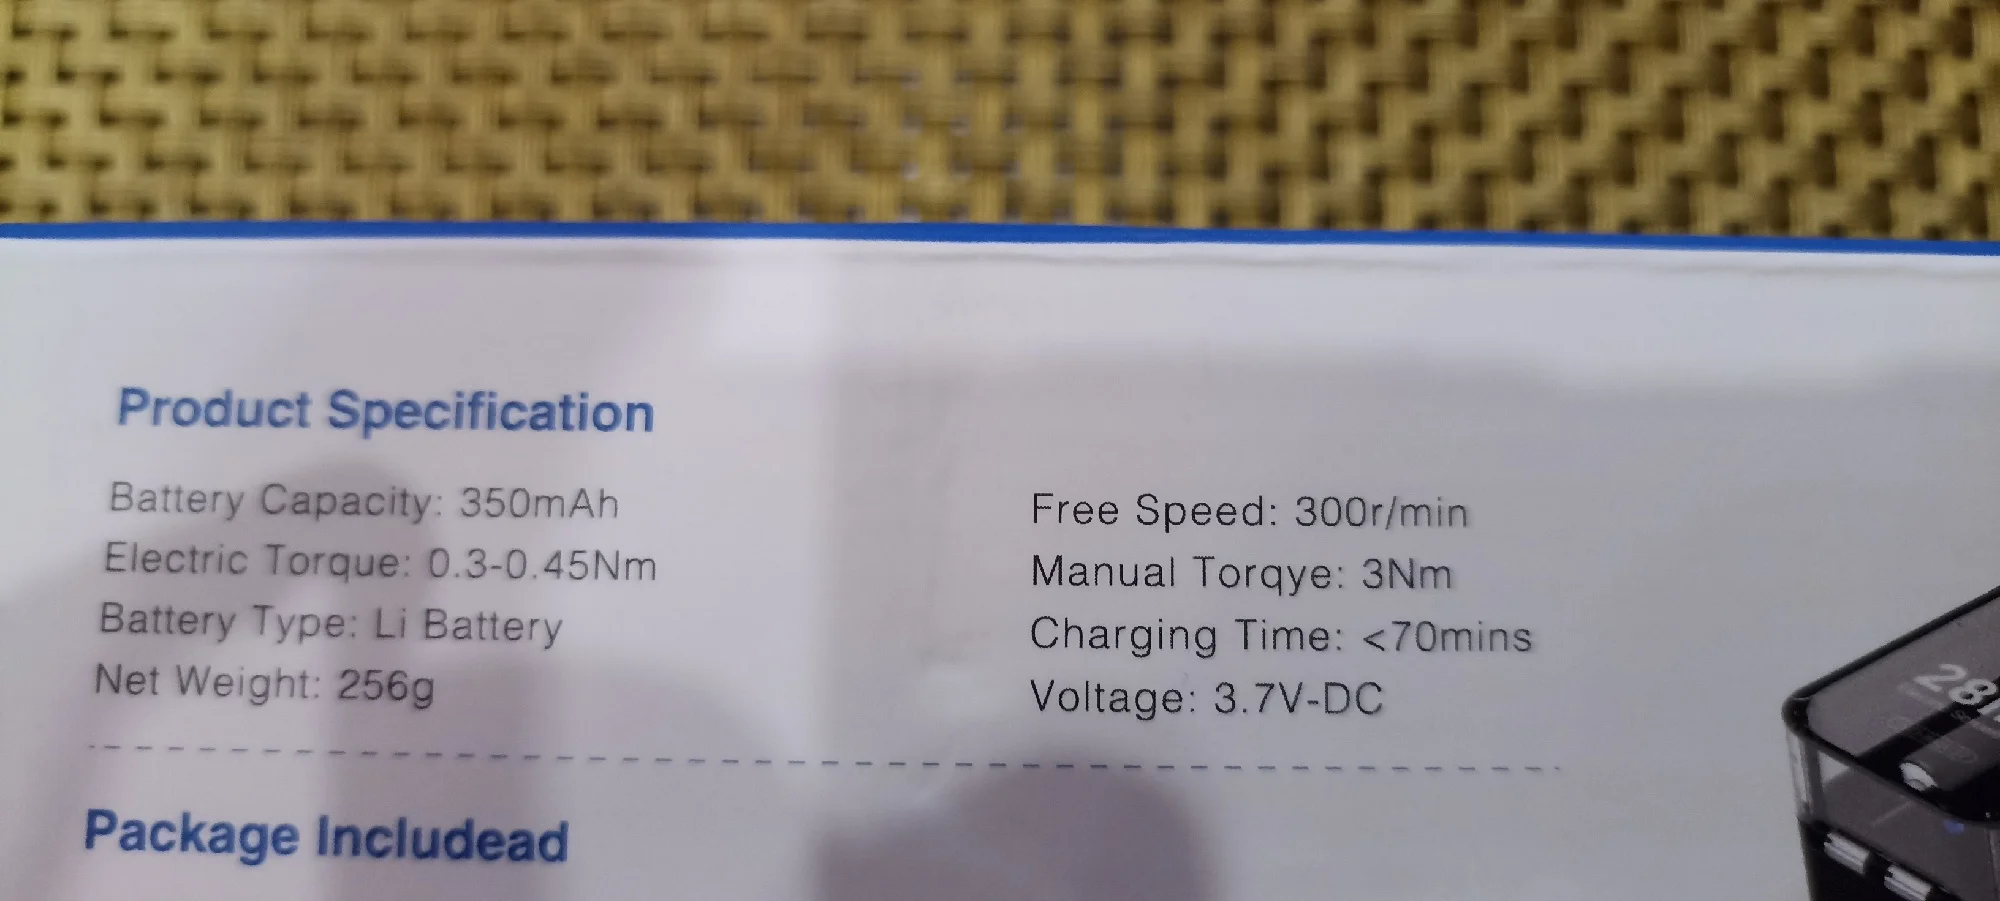 Product Specification
Battery Capacity: 350mAh
Electric Torque: 0.3-0.45Nm
Battery Type: Li Battery
Net Weight: 256g
Free Speed: 300r/min
Manual Torqye: 3Nm
Charging Time: <70mins
Voltage: 3.7V-DC
Package Includead
28